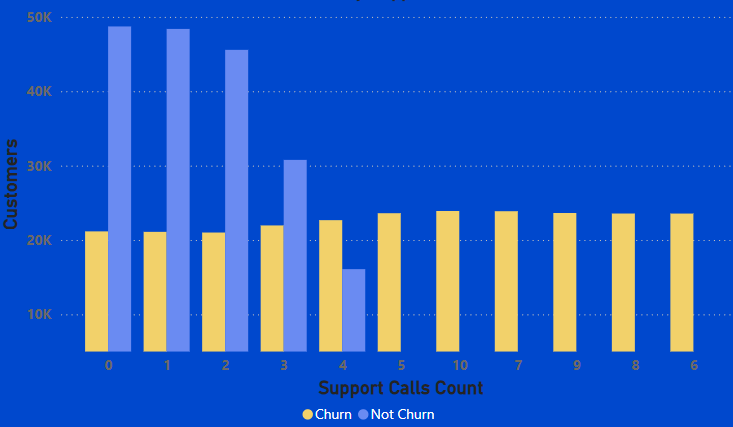 50K
40K
30K
20K
10K
Customers
0 1 2 3 4 5 10 7 9 8 6
Support Calls Count
Churn Not Churn